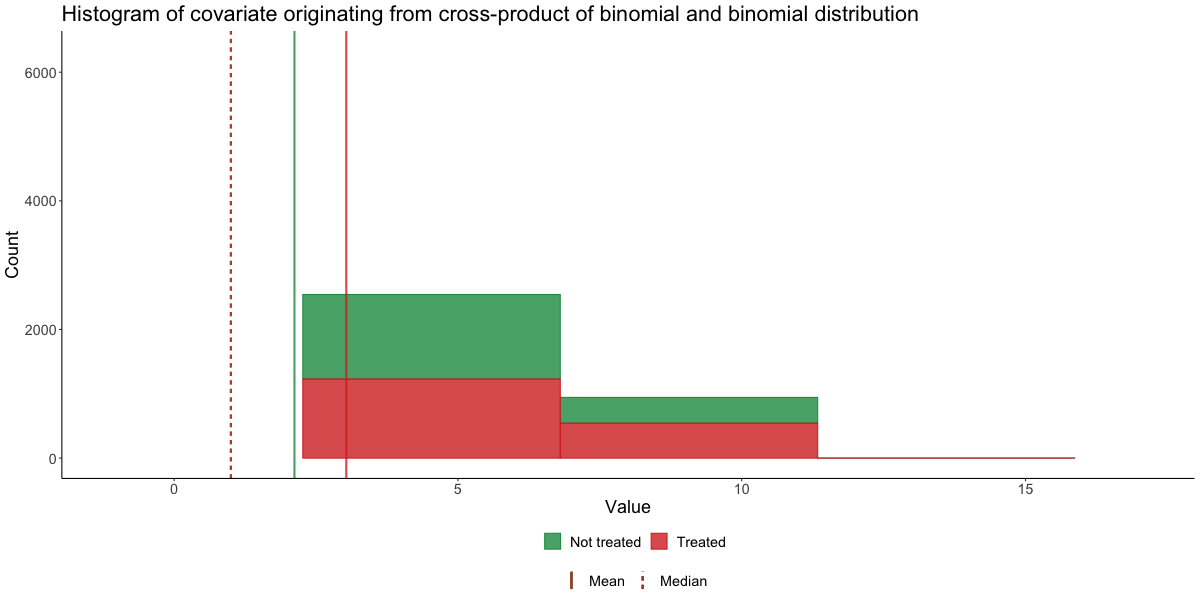 Histogram of covariate originating from cross-product of binomial and binomial distribution
6000
4000
2000
0
Count
0 5 10 15
Value
Not treated Treated
Mean Median